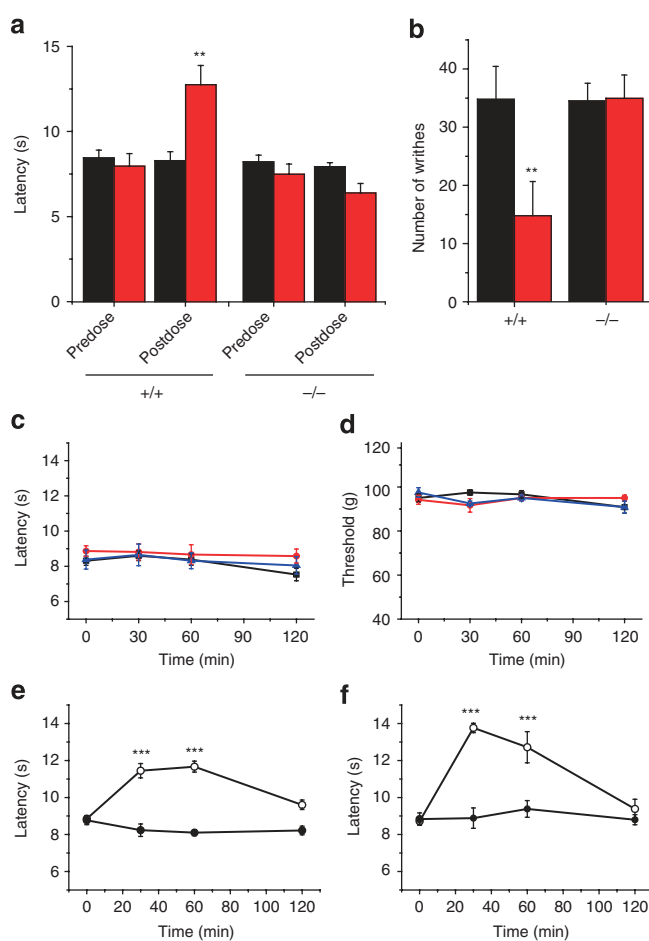 a
15
10
5
0
Latency (s)
**
Predose
Postdose
Predose
Postdose
+/+
–/–
b
40
30
20
10
0
Number of writhes
**
+/+
–/–
c
14
12
10
8
6
Latency (s)
0 30 60 90 120
Time (min)
d
120
100
80
60
40
Threshold (g)
0 30 60 90 120
Time (min)
e
14
12
10
8
6
Latency (s)
*** ***
0 20 40 60 80 100 120
Time (min)
f
14
12
10
8
6
Latency (s)
*** ***
0 20 40 60 80 100 120
Time (min)